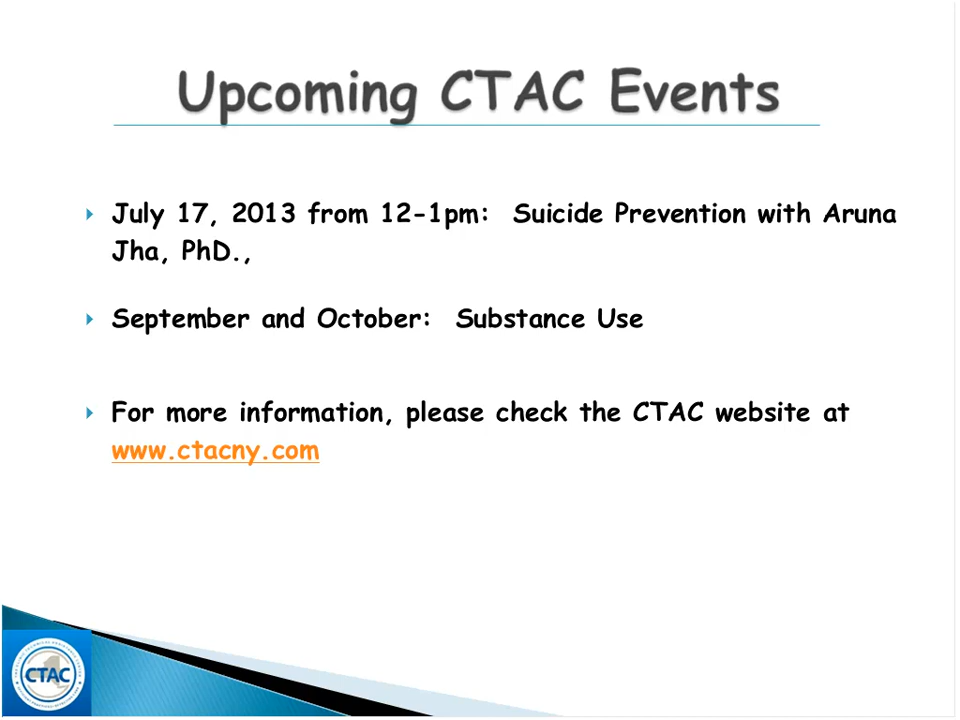 Upcoming CTAC Events
July 17, 2013 from 12-1pm: Suicide Prevention with Aruna
Jha, PhD.,
September and October: Substance Use
For more information, please check the CTAC website at
www.ctacny.com
CTAC